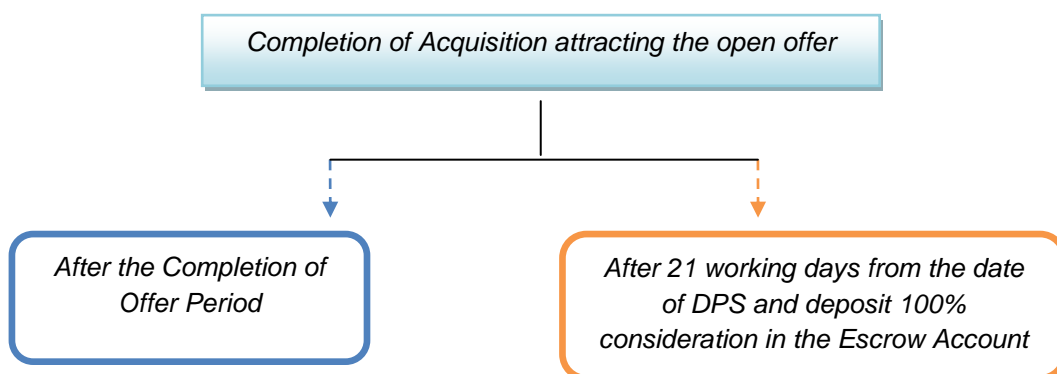 Completion of Acquisition attracting the open offer
After the Completion of
Offer Period
After 21 working days from the date
of DPS and deposit 100%
consideration in the Escrow Account